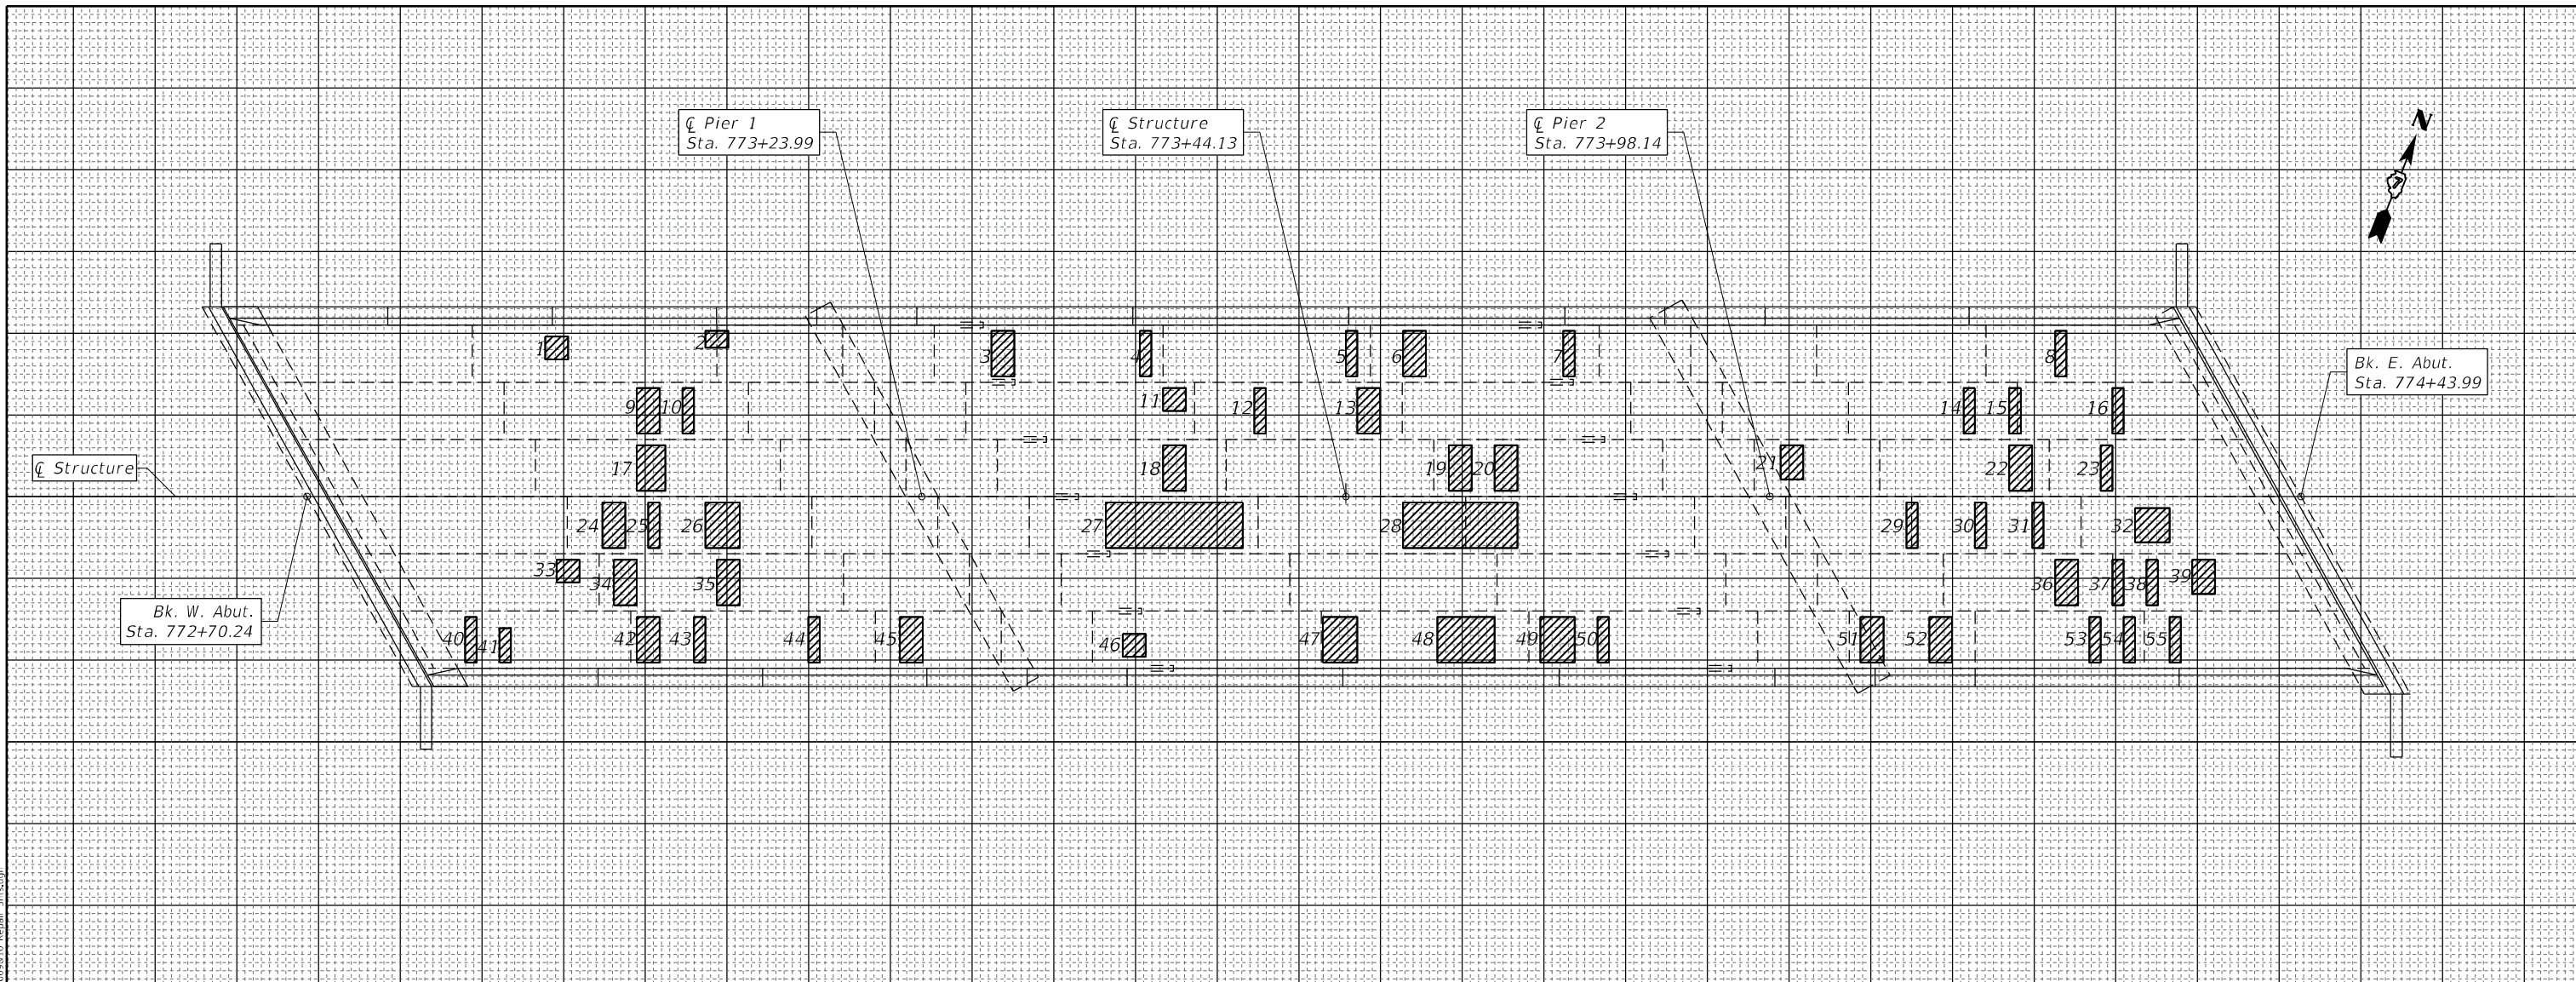 ℄ Pier 1
Sta. 773+23.99
℄ Structure
Sta. 773+44.13
℄ Pier 2
Sta. 773+98.14
N
Bk. E. Abut.
Sta. 774+43.99
℄ Structure
Bk. W. Abut.
Sta. 772+70.24
1 2 3 4 5 6 7 8
9 10 11 12 13 14 15 16
17 18 19 20 21 22 23
24 25 26 27 28 29 30 31 32
33 34 35 36 37 38 39
40 41 42 43 44 45 46 47 48 49 50 51 52 53 54 55